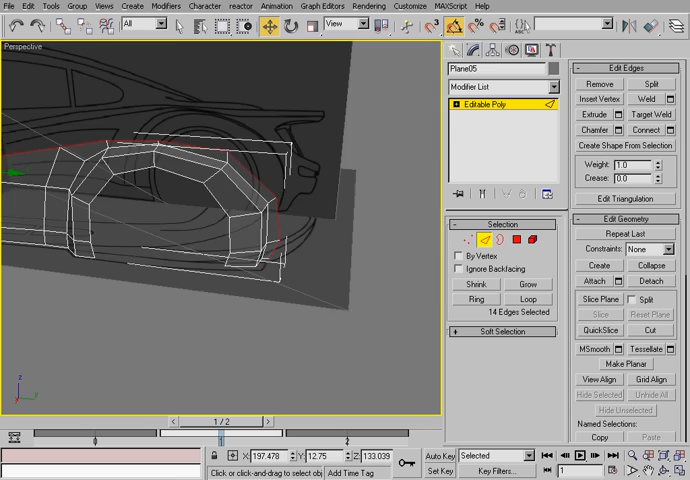 File Edit Tools Group Views Create Modifiers Character reactor Animation Graph Editors Rendering Customize MAXScript Help
All View
Perspective
Plane05
Modifier List
Editable Poly
Selection
By Vertex
Ignore Backfacing
Shrink Grow
Ring Loop
14 Edges Selected
Soft Selection
Edit Edges
Remove Split
Insert Vertex Weld
Extrude Target Weld
Chamfer Connect
Create Shape From Selection
Weight: 1.0
Crease: 0.0
Edit Triangulation
Edit Geometry
Repeat Last
Constraints: None
Create Collapse
Attach Detach
Slice Plane Split
Slice Reset Plane
QuickSlice Cut
MSmooth Tessellate
Make Planar
View Align Grid Align
Hide Selected Unhide All
Hide Unselected
Named Selections:
Copy Paste
z
x y
< 1 / 2 >
0 1 2
X: 197.478 Y: 12.75 Z: 133.039
Auto Key Selected
Click or click-and-drag to select obj Add Time Tag
Set Key Key Filters... 1